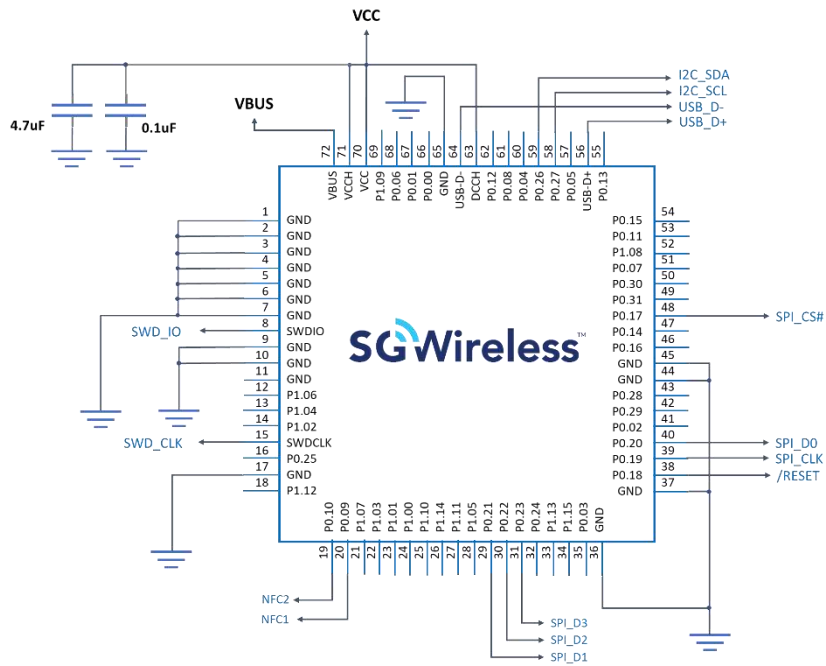 VCC
I2C_SDA
I2C_SCL
USB_D-
USB_D+
VBUS
4.7uF
0.1uF
72 71 70 69 68 67 66 65 64 63 62 61 60 59 58 57 56 55
VBUS VCCH VCC P1.09 P0.06 P0.01 P0.00 GND USB-D- DCCH P0.12 P0.08 P0.04 P0.26 P0.27 P0.05 USB-D+ P0.13
1 GND
2 GND
3 GND
4 GND
5 GND
6 GND
7 GND
SWD_IO 8 SWDIO
9 GND
10 GND
11 GND
12 P1.06
13 P1.04
14 P1.02
SWD_CLK 15 SWDCLK
16 P0.25
17 GND
18 P1.12
SGWireless™
P0.15 54
P0.11 53
P1.08 52
P0.07 51
P0.30 50
P0.31 49
P0.17 48 SPI_CS#
P0.14 47
P0.16 46
GND 45
GND 44
P0.28 43
P0.29 42
P0.02 41
P0.20 40 SPI_D0
P0.19 39 SPI_CLK
P0.18 38 /RESET
GND 37
P0.10 P0.09 P1.07 P1.03 P1.01 P1.00 P1.10 P1.14 P1.11 P1.05 P0.21 P0.22 P0.23 P0.24 P1.13 P1.15 P0.03 GND
19 20 21 22 23 24 25 26 27 28 29 30 31 32 33 34 35 36
NFC2
NFC1
SPI_D3
SPI_D2
SPI_D1